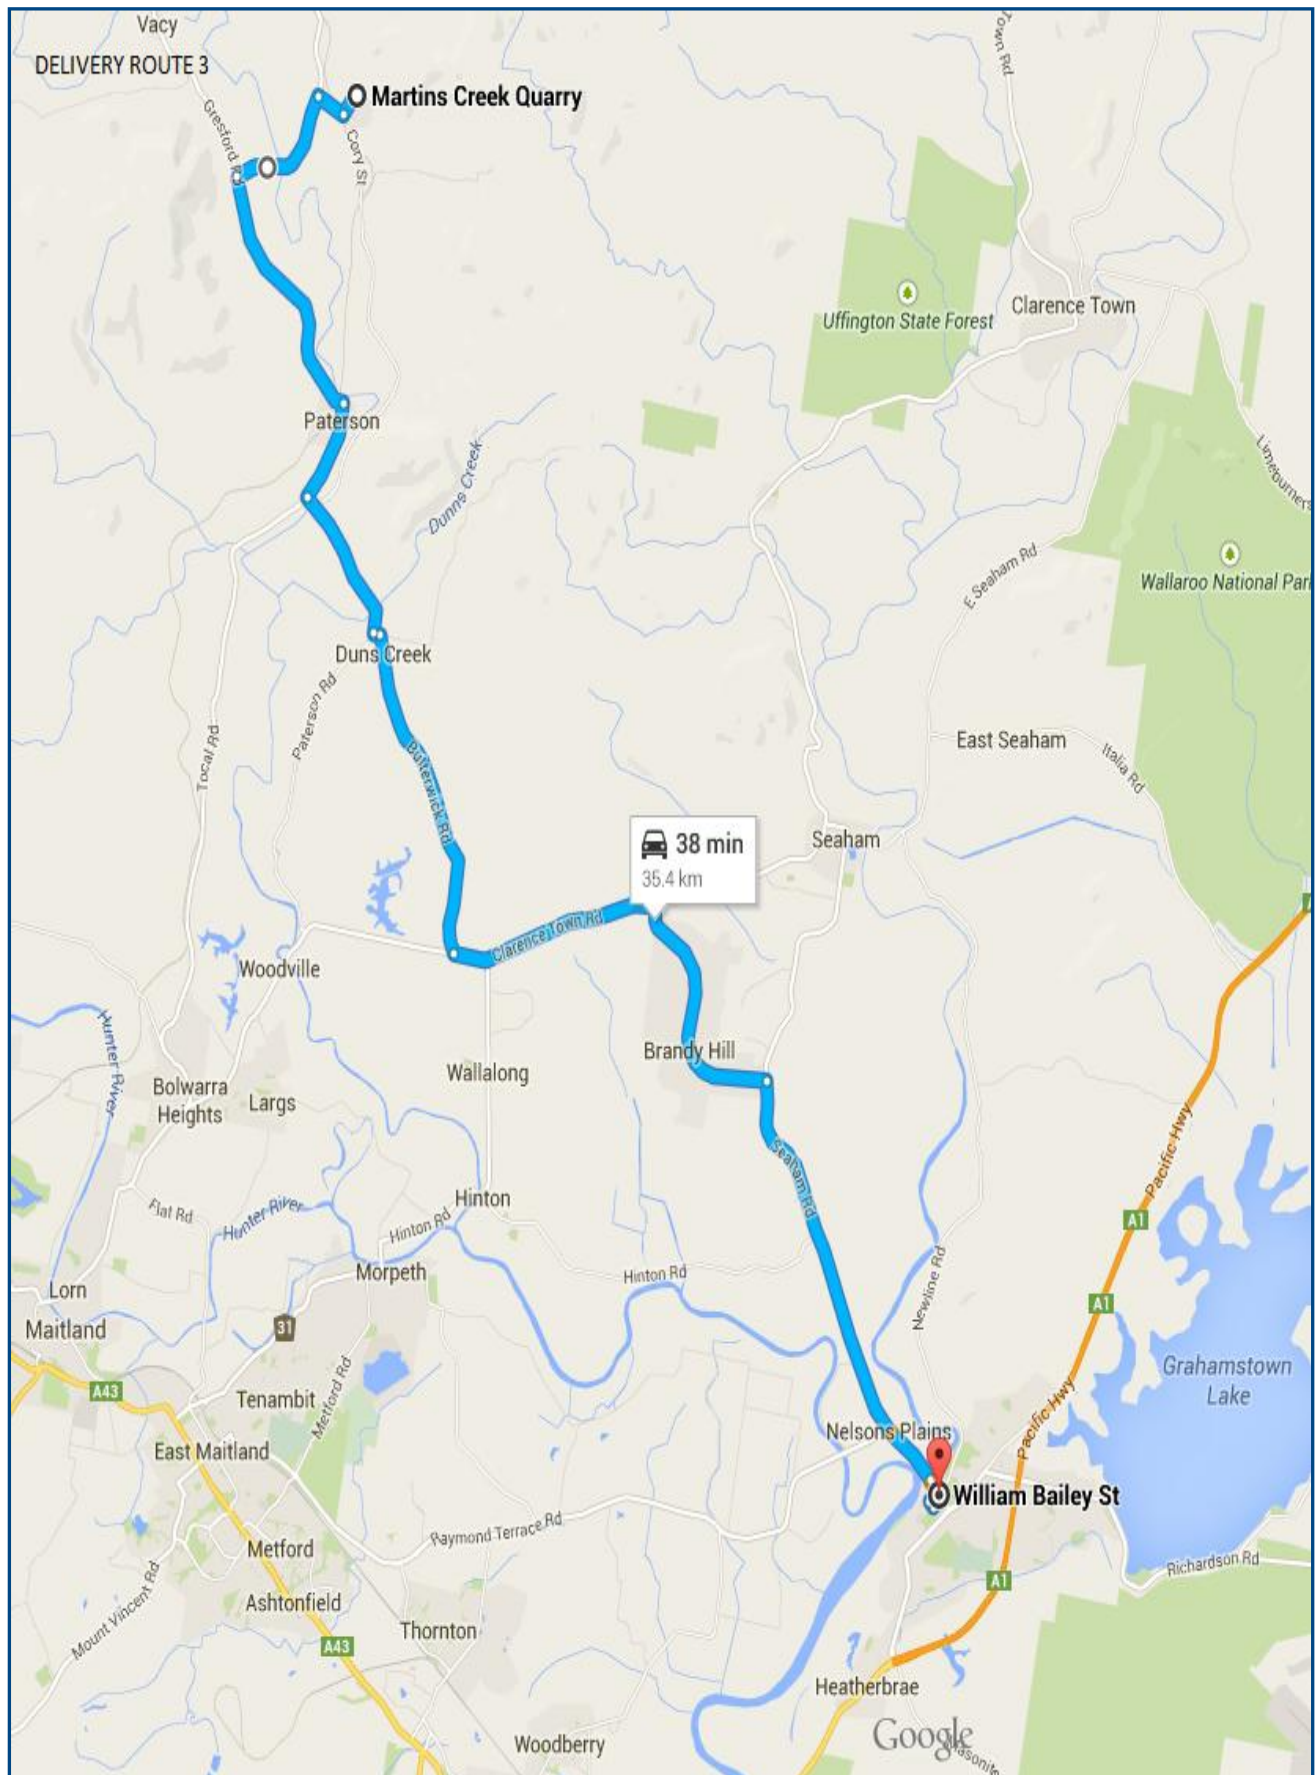 Vacy
DELIVERY ROUTE 3
Martins Creek Quarry
Gresford Rd
Cory St
Town Rd
Uffington State Forest
Clarence Town
Paterson
Dunns Creek
Limeburners
Wallaroo National Par
E Seaham Rd
Duns Creek
Paterson Rd
Tocal Rd
Butterwick Rd
East Seaham
Italia Rd
38 min
35.4 km
Seaham
Clarence Town Rd
Woodville
Hunter River
Brandy Hill
Wallalong
Bolwarra
Heights
Largs
Seaham Rd
Pacific Hwy
A1
Flat Rd
Hunter River
Hinton
Hinton Rd
Morpeth
Hinton Rd
Newline Rd
Lorn
Maitland
31
A1
Grahamstown
Lake
A43
Tenambit
Metford Rd
Pacific Hwy
East Maitland
Nelsons Plains
William Bailey St
Raymond Terrace Rd
Metford
Richardson Rd
A1
Mount Vincent Rd
Ashtonfield
Thornton
A43
Heatherbrae
Google
Woodberry